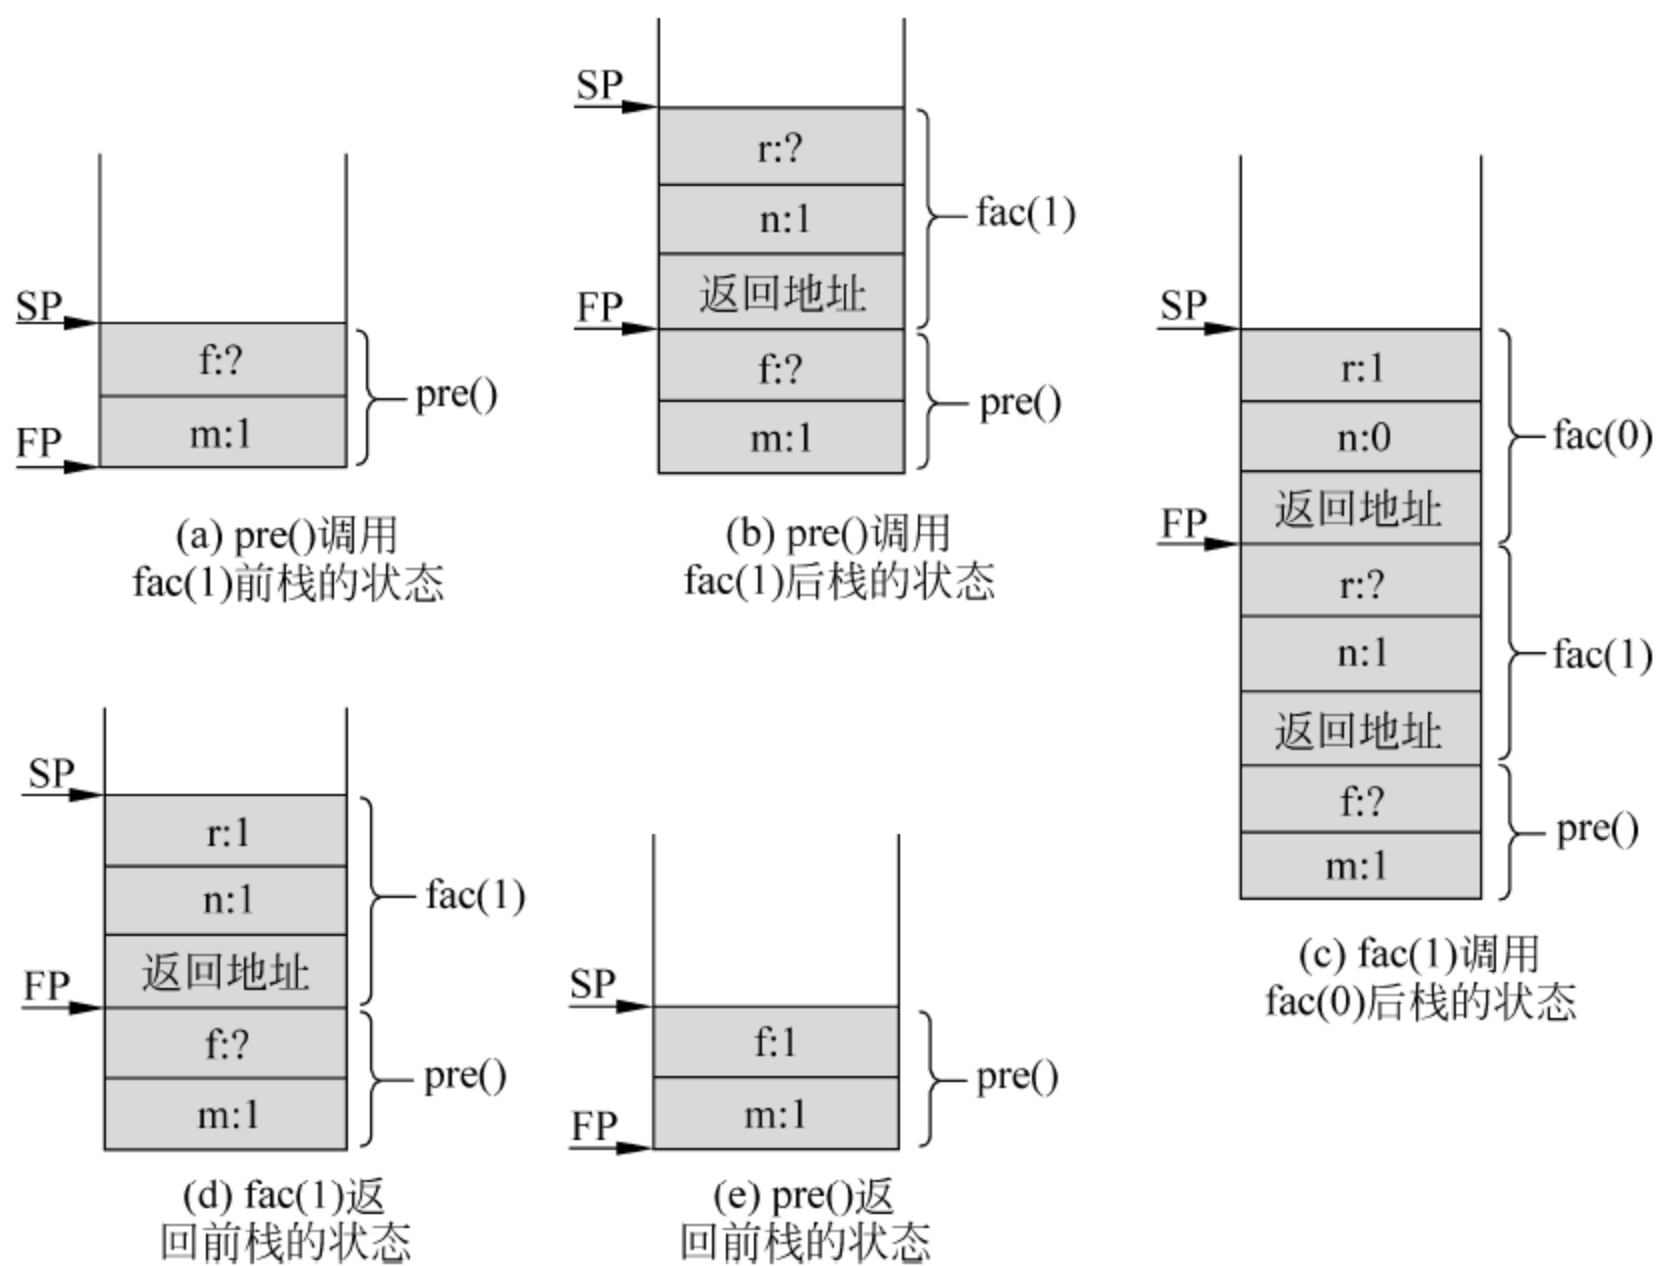 SP
f:?
pre()
FP
m:1
(a) pre()调用
fac(1)前栈的状态
SP
r:?
n:1
fac(1)
返回地址
FP
f:?
pre()
m:1
(b) pre()调用
fac(1)后栈的状态
SP
r:1
n:0
fac(0)
返回地址
FP
r:?
n:1
fac(1)
返回地址
f:?
pre()
m:1
(c) fac(1)调用
fac(0)后栈的状态
SP
r:1
n:1
fac(1)
返回地址
FP
f:?
pre()
m:1
(d) fac(1)返
回前栈的状态
SP
f:1
pre()
m:1
FP
(e) pre()返
回前栈的状态